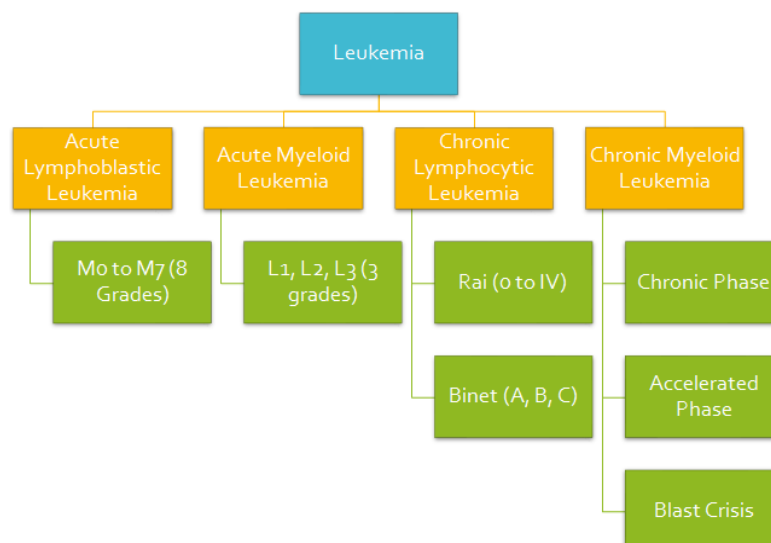 Leukemia
Acute
Lymphoblastic
Leukemia
Acute Myeloid
Leukemia
Chronic
Lymphocytic
Leukemia
Chronic Myeloid
Leukemia
M0 to M7 (8
Grades)
L1, L2, L3 (3
grades)
Rai (0 to IV)
Chronic Phase
Binet (A, B, C)
Accelerated
Phase
Blast Crisis